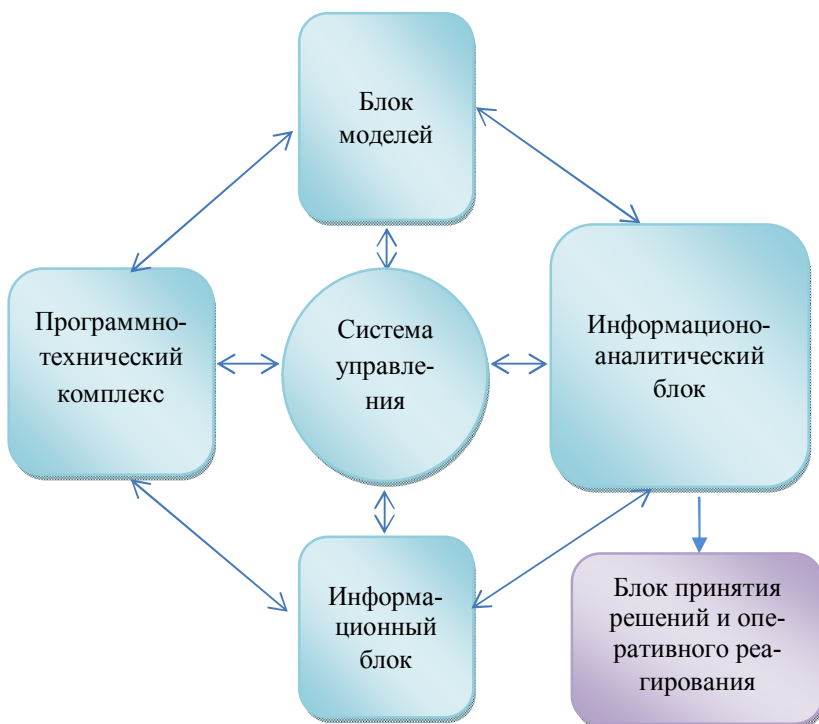 Блок
моделей
Программно-
технический
комплекс
Система
управле-
ния
Информационо-
аналитический
блок
Информа-
ционный
блок
Блок принятия
решений и опе-
ративного реа-
гирования